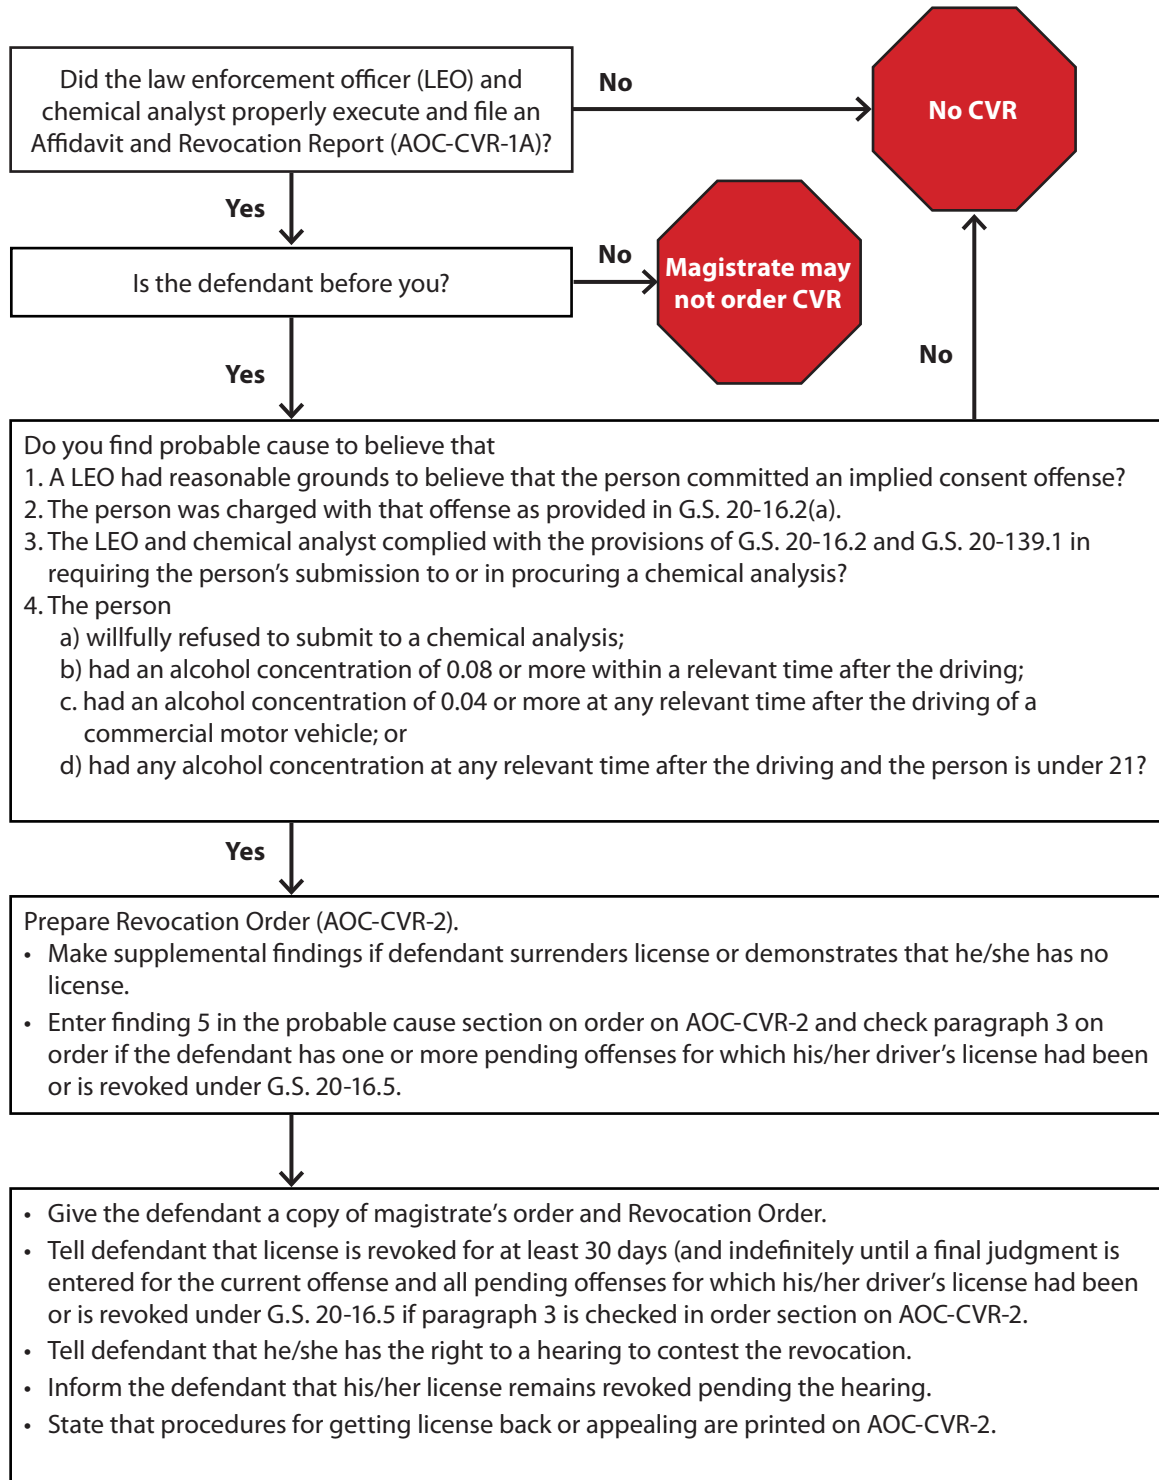 Did the law enforcement officer (LEO) and
chemical analyst properly execute and file an
Affidavit and Revocation Report (AOC-CVR-1A)?
No
No CVR
Yes
Is the defendant before you?
No
Magistrate may
not order CVR
No
Yes
Do you find probable cause to believe that
1. A LEO had reasonable grounds to believe that the person committed an implied consent offense?
2. The person was charged with that offense as provided in G.S. 20-16.2(a).
3. The LEO and chemical analyst complied with the provisions of G.S. 20-16.2 and G.S. 20-139.1 in
requiring the person's submission to or in procuring a chemical analysis?
4. The person
a) willfully refused to submit to a chemical analysis;
b) had an alcohol concentration of 0.08 or more within a relevant time after the driving;
c. had an alcohol concentration of 0.04 or more at any relevant time after the driving of a
commercial motor vehicle; or
d) had any alcohol concentration at any relevant time after the driving and the person is under 21?
Yes
Prepare Revocation Order (AOC-CVR-2).
• Make supplemental findings if defendant surrenders license or demonstrates that he/she has no
license.
• Enter finding 5 in the probable cause section on order on AOC-CVR-2 and check paragraph 3 on
order if the defendant has one or more pending offenses for which his/her driver's license had been
or is revoked under G.S. 20-16.5.
• Give the defendant a copy of magistrate's order and Revocation Order.
• Tell defendant that license is revoked for at least 30 days (and indefinitely until a final judgment is
entered for the current offense and all pending offenses for which his/her driver's license had been
or is revoked under G.S. 20-16.5 if paragraph 3 is checked in order section on AOC-CVR-2.
• Tell defendant that he/she has the right to a hearing to contest the revocation.
• Inform the defendant that his/her license remains revoked pending the hearing.
• State that procedures for getting license back or appealing are printed on AOC-CVR-2.